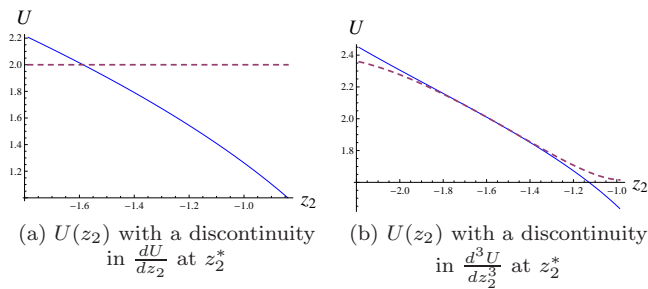 U
2.2
2.0
1.8
1.6
1.4
1.2
−1.6 −1.4 −1.2 −1.0
z₂
(a) U(z₂) with a discontinuity
in dU/dz₂ at z₂*
U
2.4
2.2
2.0
1.8
−2.0 −1.8 −1.6 −1.4 −1.2 −1.0
z₂
(b) U(z₂) with a discontinuity
in d³U/dz₂³ at z₂*